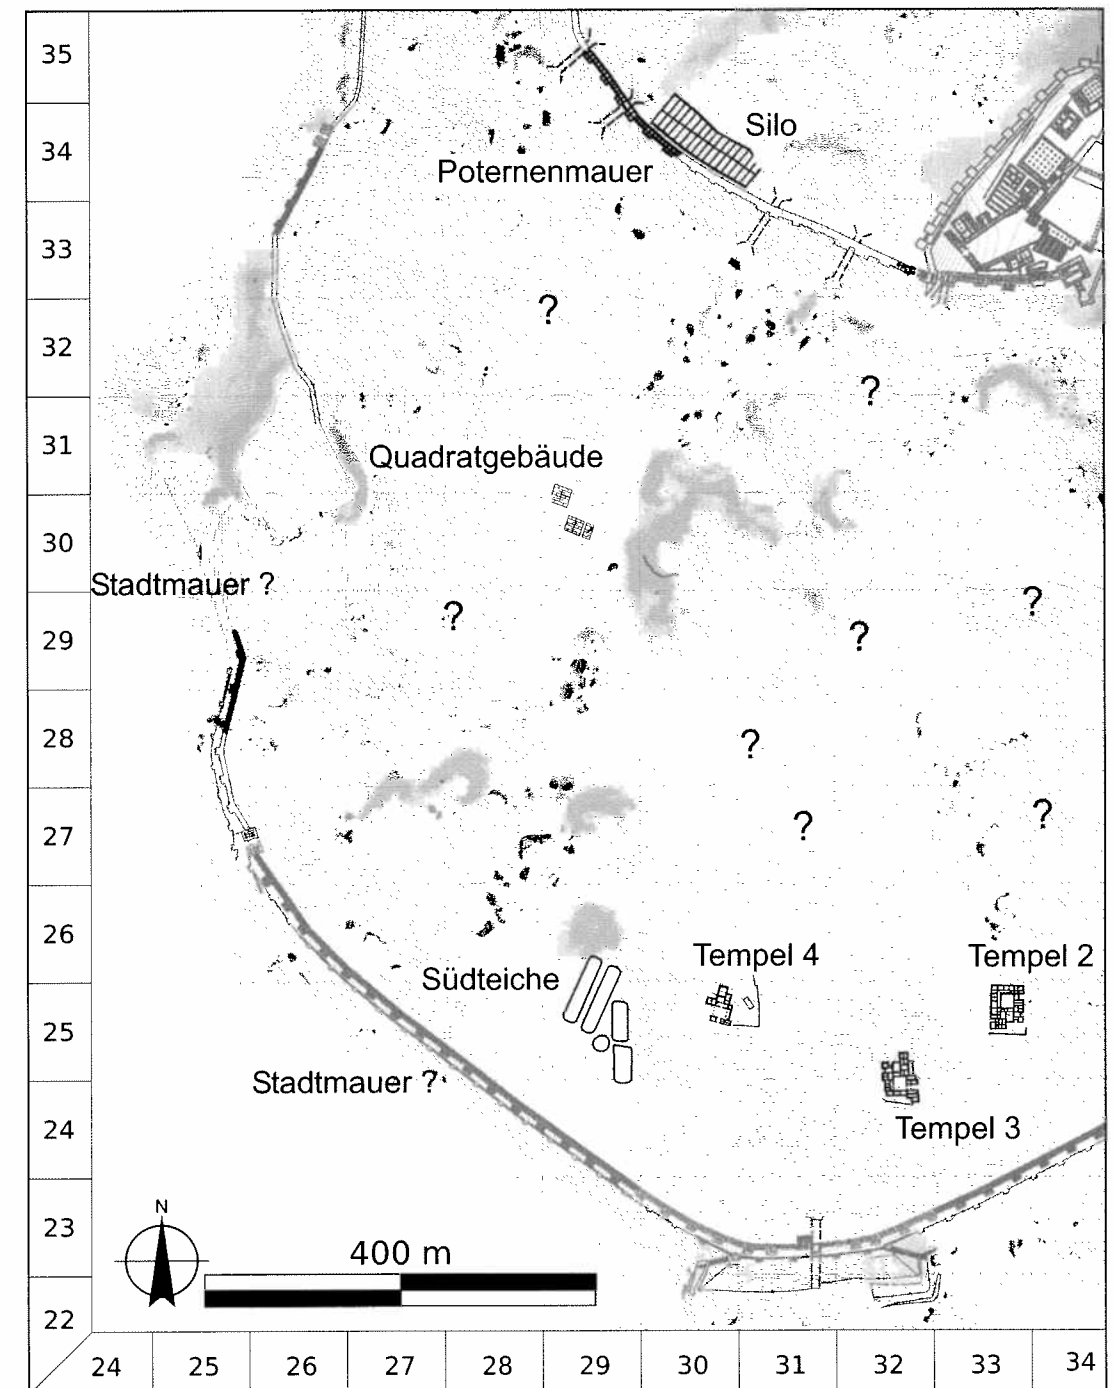 35
Silo
34
Poternenmauer
33
?
32
?
31
Quadratgebäude
30
Stadtmauer ?
?
29
?
?
28
?
27
?
?
26
Tempel 4
Tempel 2
Südteiche
25
Stadtmauer ?
24
Tempel 3
23
N
400 m
22
24 25 26 27 28 29 30 31 32 33 34